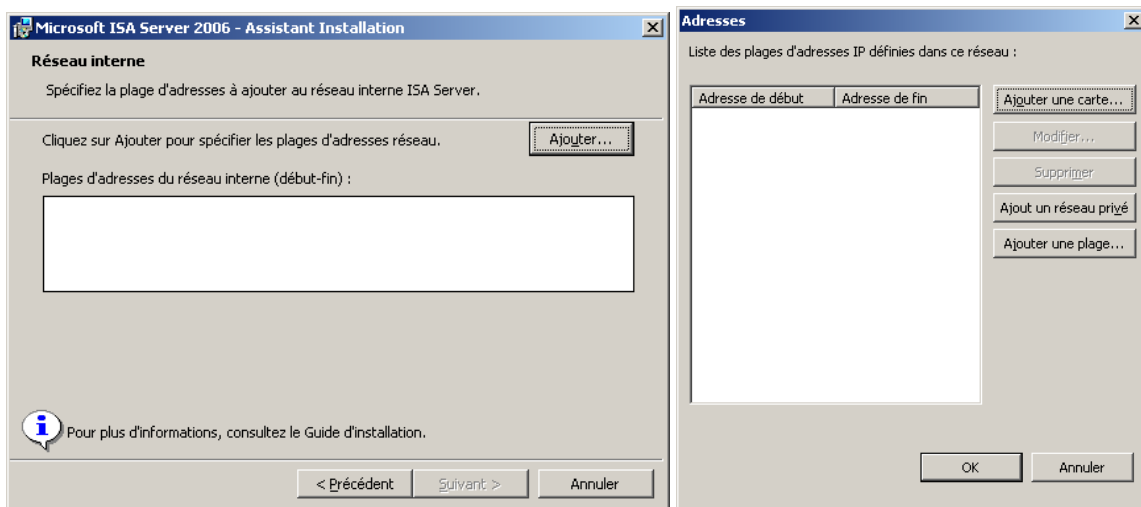 Microsoft ISA Server 2006 - Assistant Installation
Réseau interne
Spécifiez la plage d'adresses à ajouter au réseau interne ISA Server.
Cliquez sur Ajouter pour spécifier les plages d'adresses réseau.
Ajouter...
Plages d'adresses du réseau interne (début-fin) :
Pour plus d'informations, consultez le Guide d'installation.
< Précédent
Suivant >
Annuler
Adresses
Liste des plages d'adresses IP définies dans ce réseau :
Adresse de début
Adresse de fin
Ajouter une carte...
Modifier...
Supprimer
Ajout un réseau privé
Ajouter une plage...
OK
Annuler